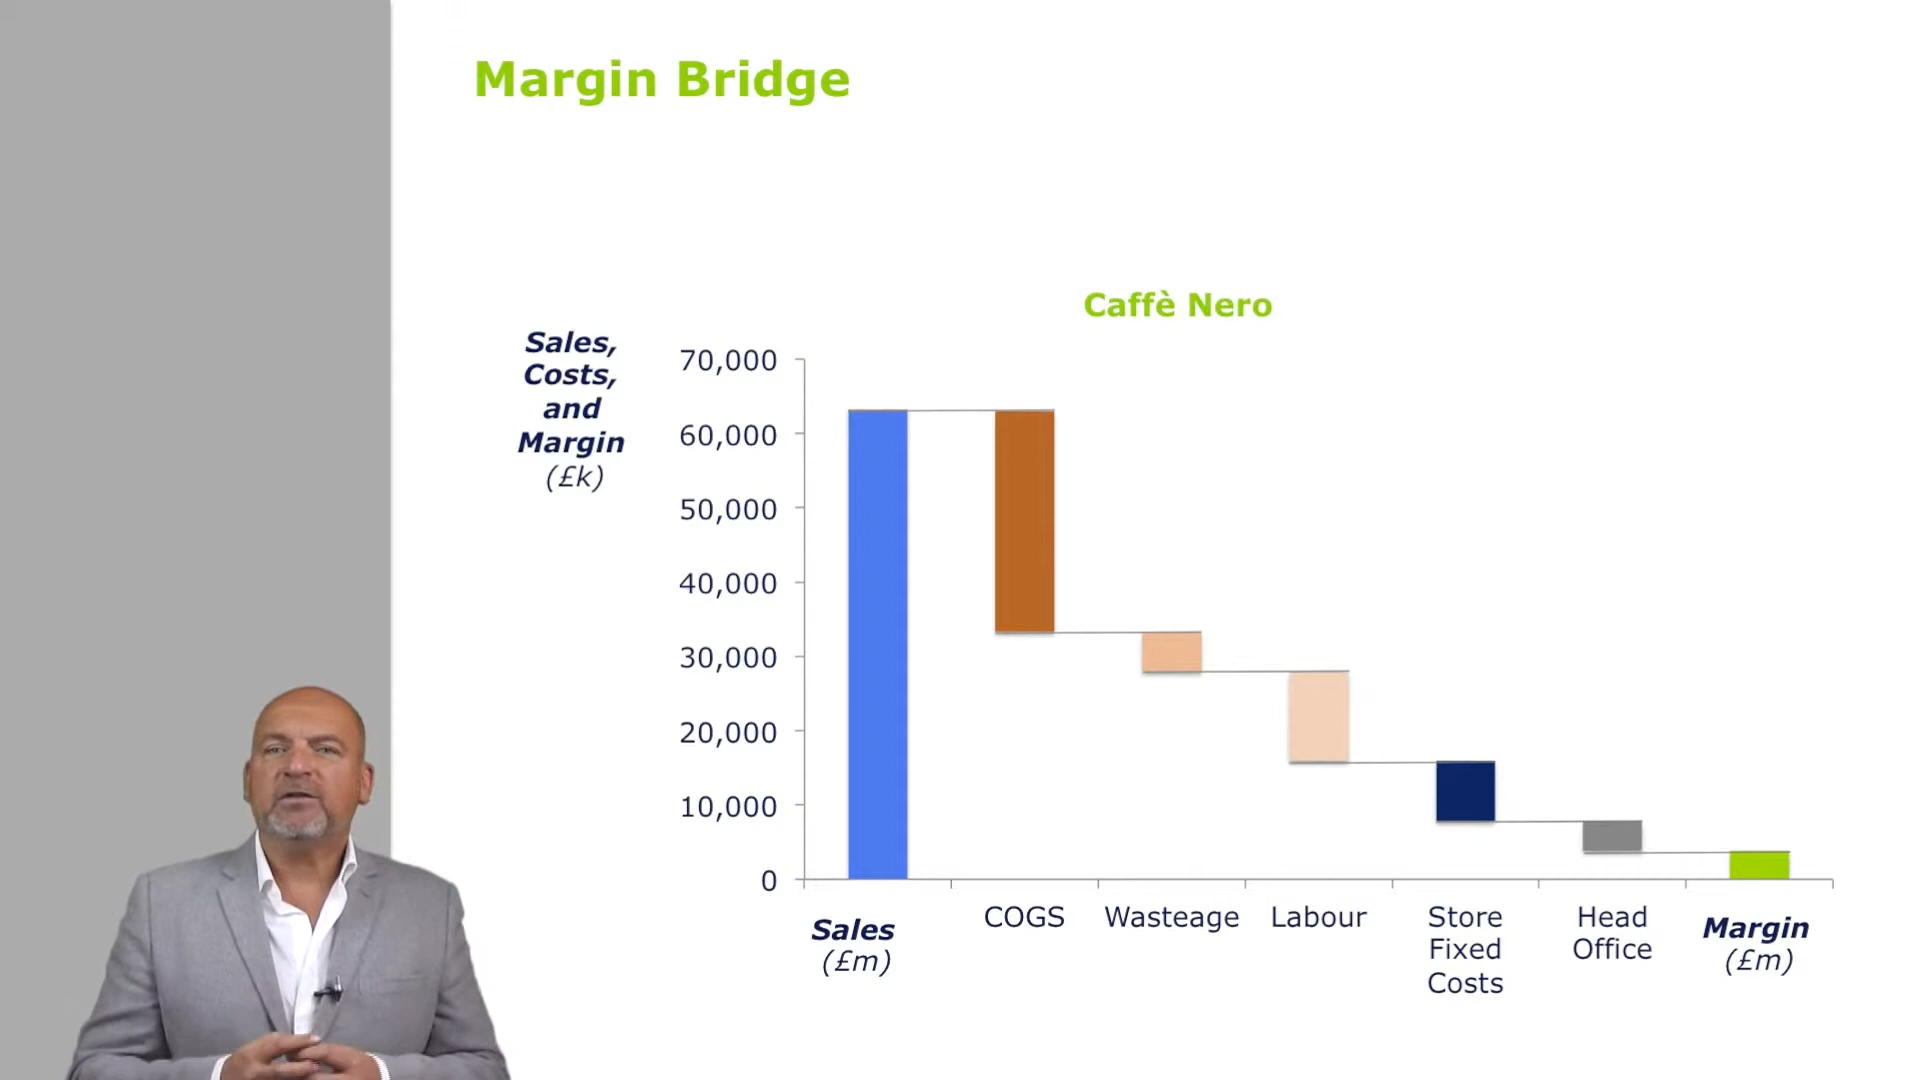 Margin Bridge
Caffè Nero
Sales,
Costs,
and
Margin
(£k)
70,000
60,000
50,000
40,000
30,000
20,000
10,000
0
Sales
(£m)
COGS
Wasteage
Labour
Store
Fixed
Costs
Head
Office
Margin
(£m)